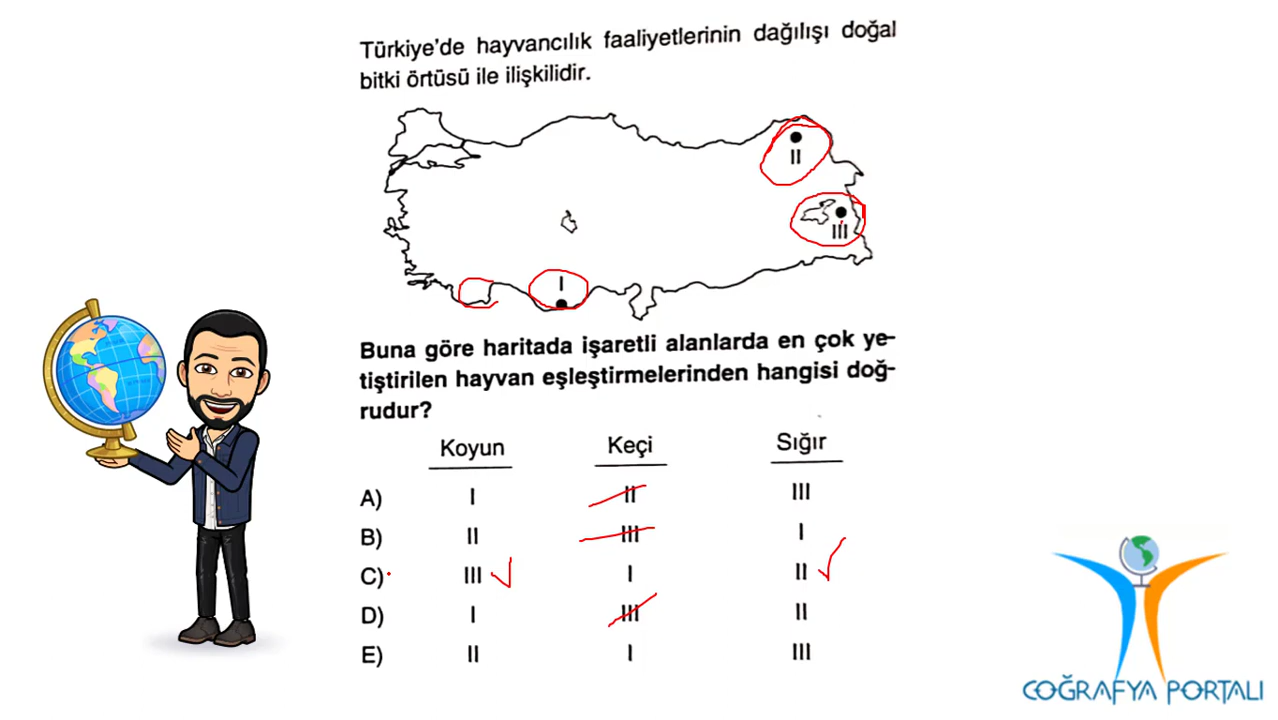 Türkiye'de hayvancılık faaliyetlerinin dağılışı doğal
bitki örtüsü ile ilişkilidir.
II
III
I
Buna göre haritada işaretli alanlarda en çok ye-
tiştirilen hayvan eşleştirmelerinden hangisi doğ-
rudur?
Koyun Keçi Sığır
A) I II III
B) II III I
C) III I II
D) I III II
E) II I III
COĞRAFYA PORTALI